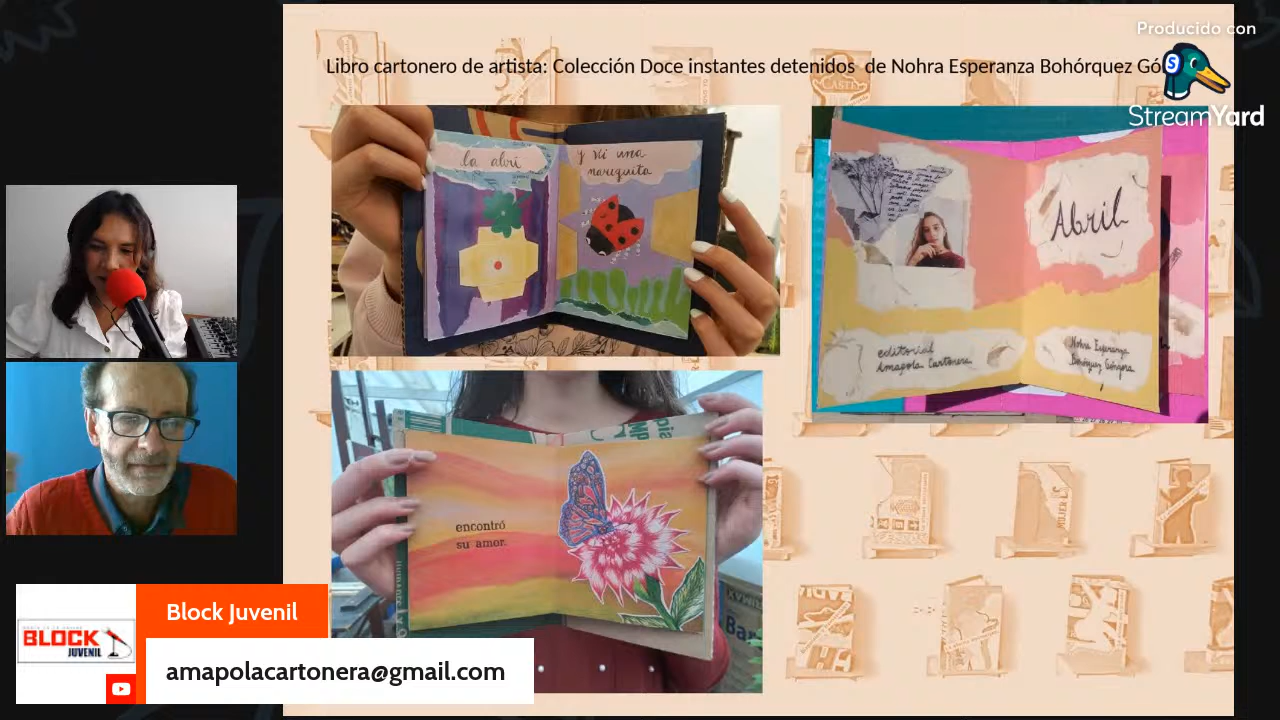 Producido con
StreamYard
Libro cartonero de artista: Colección Doce instantes detenidos de Nohra Esperanza Bohórquez
la abrí
y vi una
mariquita
Abril
editorial
Amapola Cartonera
Nohra Esperanza
Bohórquez Góngora
encontró
su amor.
Block Juvenil
BLOCK
JUVENIL
amapolacartonera@gmail.com